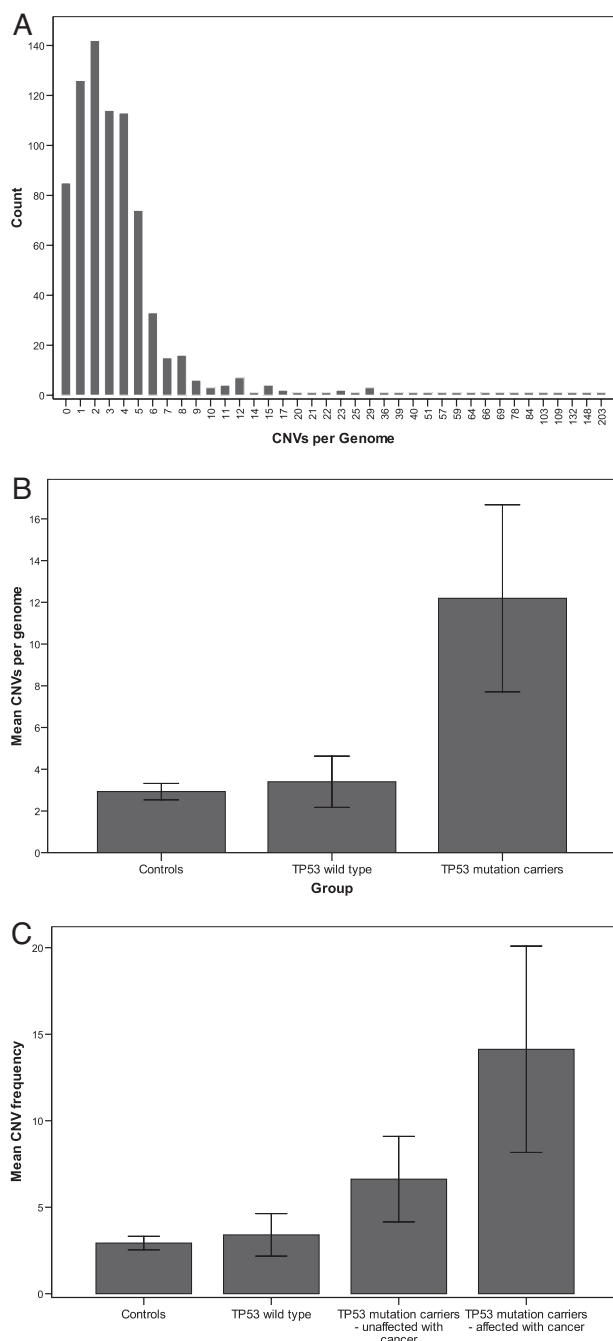 A
140
120
100
80
60
40
20
0
Count
0 1 2 3 4 5 6 7 8 9 10 11 12 14 15 17 20 21 22 23 25 29 36 39 40 51 57 59 64 66 69 78 84 103 109 132 148 203
CNVs per Genome
B
16
14
12
10
8
6
4
2
0
Mean CNVs per genome
Controls TP53 wild type TP53 mutation carriers
Group
C
20
15
10
5
0
Mean CNV frequency
Controls TP53 wild type TP53 mutation carriers TP53 mutation carriers
- unaffected with - affected with cancer
cancer